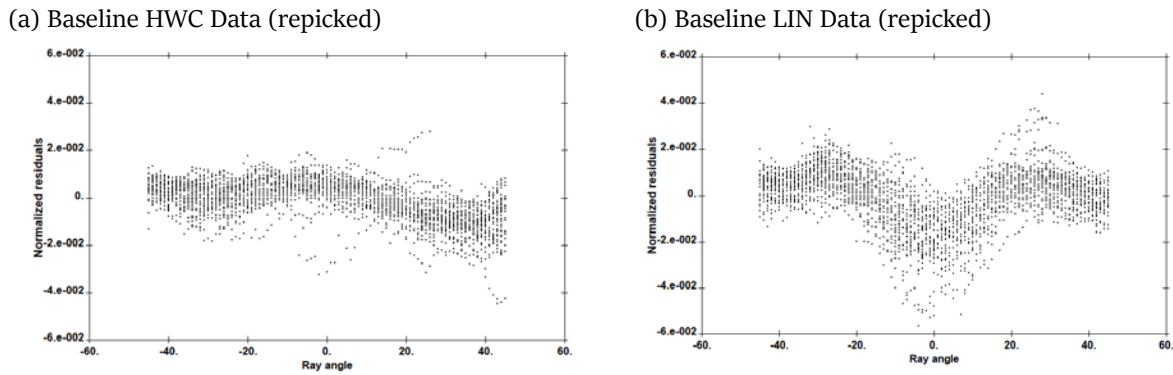 (a) Baseline HWC Data (repicked)
(b) Baseline LIN Data (repicked)
6.e-002
4.e-002
2.e-002
0.
-2.e-002
-4.e-002
-6.e-002
Normalized residuals
-60. -40. -20. 0. 20. 40. 60.
Ray angle
6.e-002
4.e-002
2.e-002
0.
-2.e-002
-4.e-002
-6.e-002
Normalized residuals
-60. -40. -20. 0. 20. 40. 60.
Ray angle